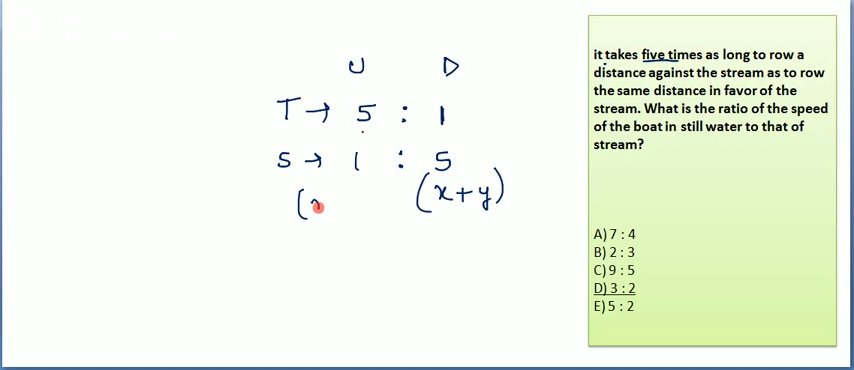 U D
T → 5 : 1
S → 1 : 5
( (x+y)
it takes five times as long to row a
distance against the stream as to row
the same distance in favor of the
stream. What is the ratio of the speed
of the boat in still water to that of
stream?
A) 7 : 4
B) 2 : 3
C) 9 : 5
D) 3 : 2
E) 5 : 2